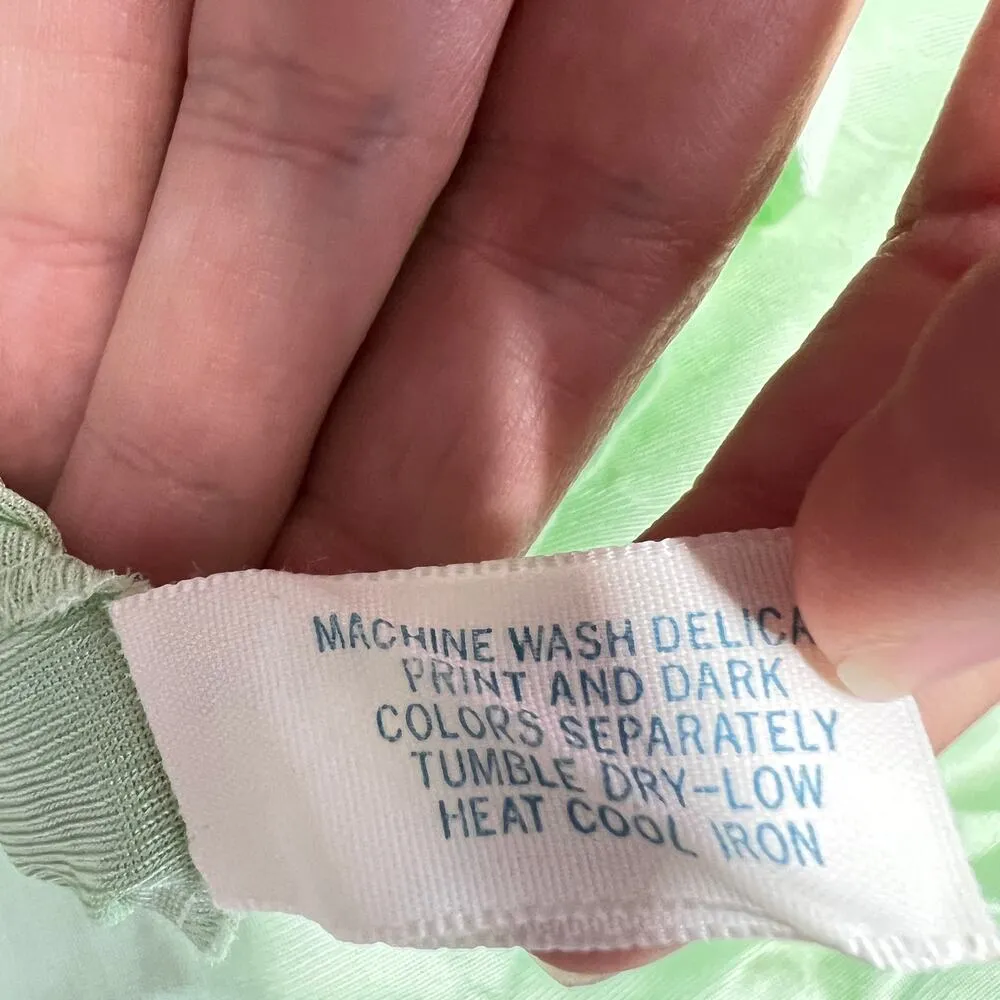 MACHINE WASH DELICA
PRINT AND DARK
COLORS SEPARATELY
TUMBLE DRY-LOW
HEAT COOL IRON